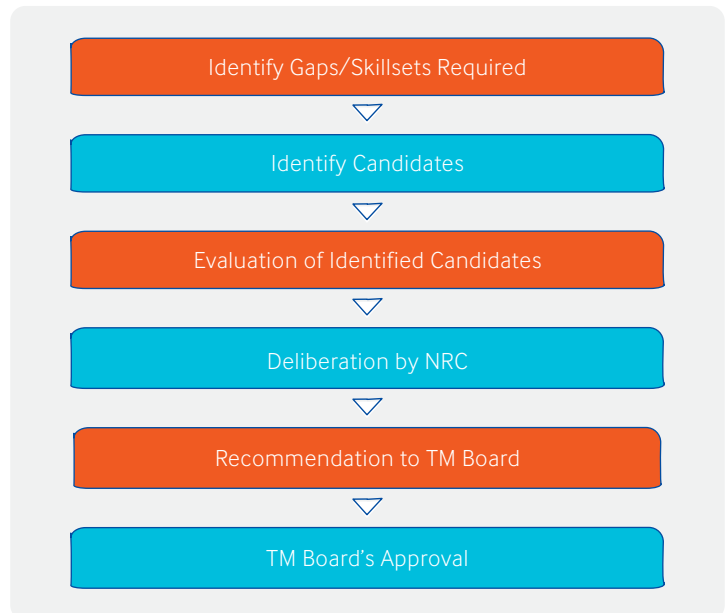 Identify Gaps/Skillsets Required
Identify Candidates
Evaluation of Identified Candidates
Deliberation by NRC
Recommendation to TM Board
TM Board’s Approval